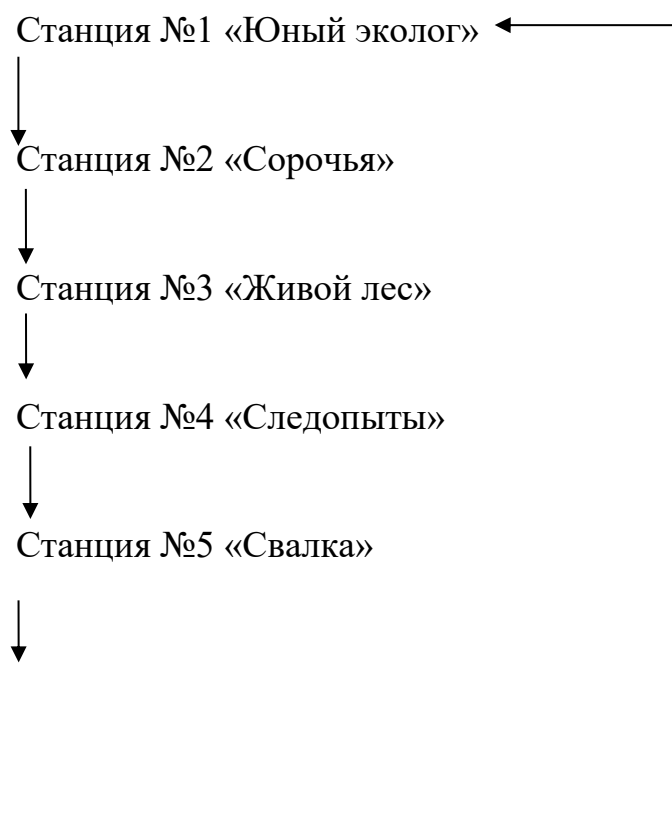 Станция №1 «Юный эколог»
Станция №2 «Сорочья»
Станция №3 «Живой лес»
Станция №4 «Следопыты»
Станция №5 «Свалка»